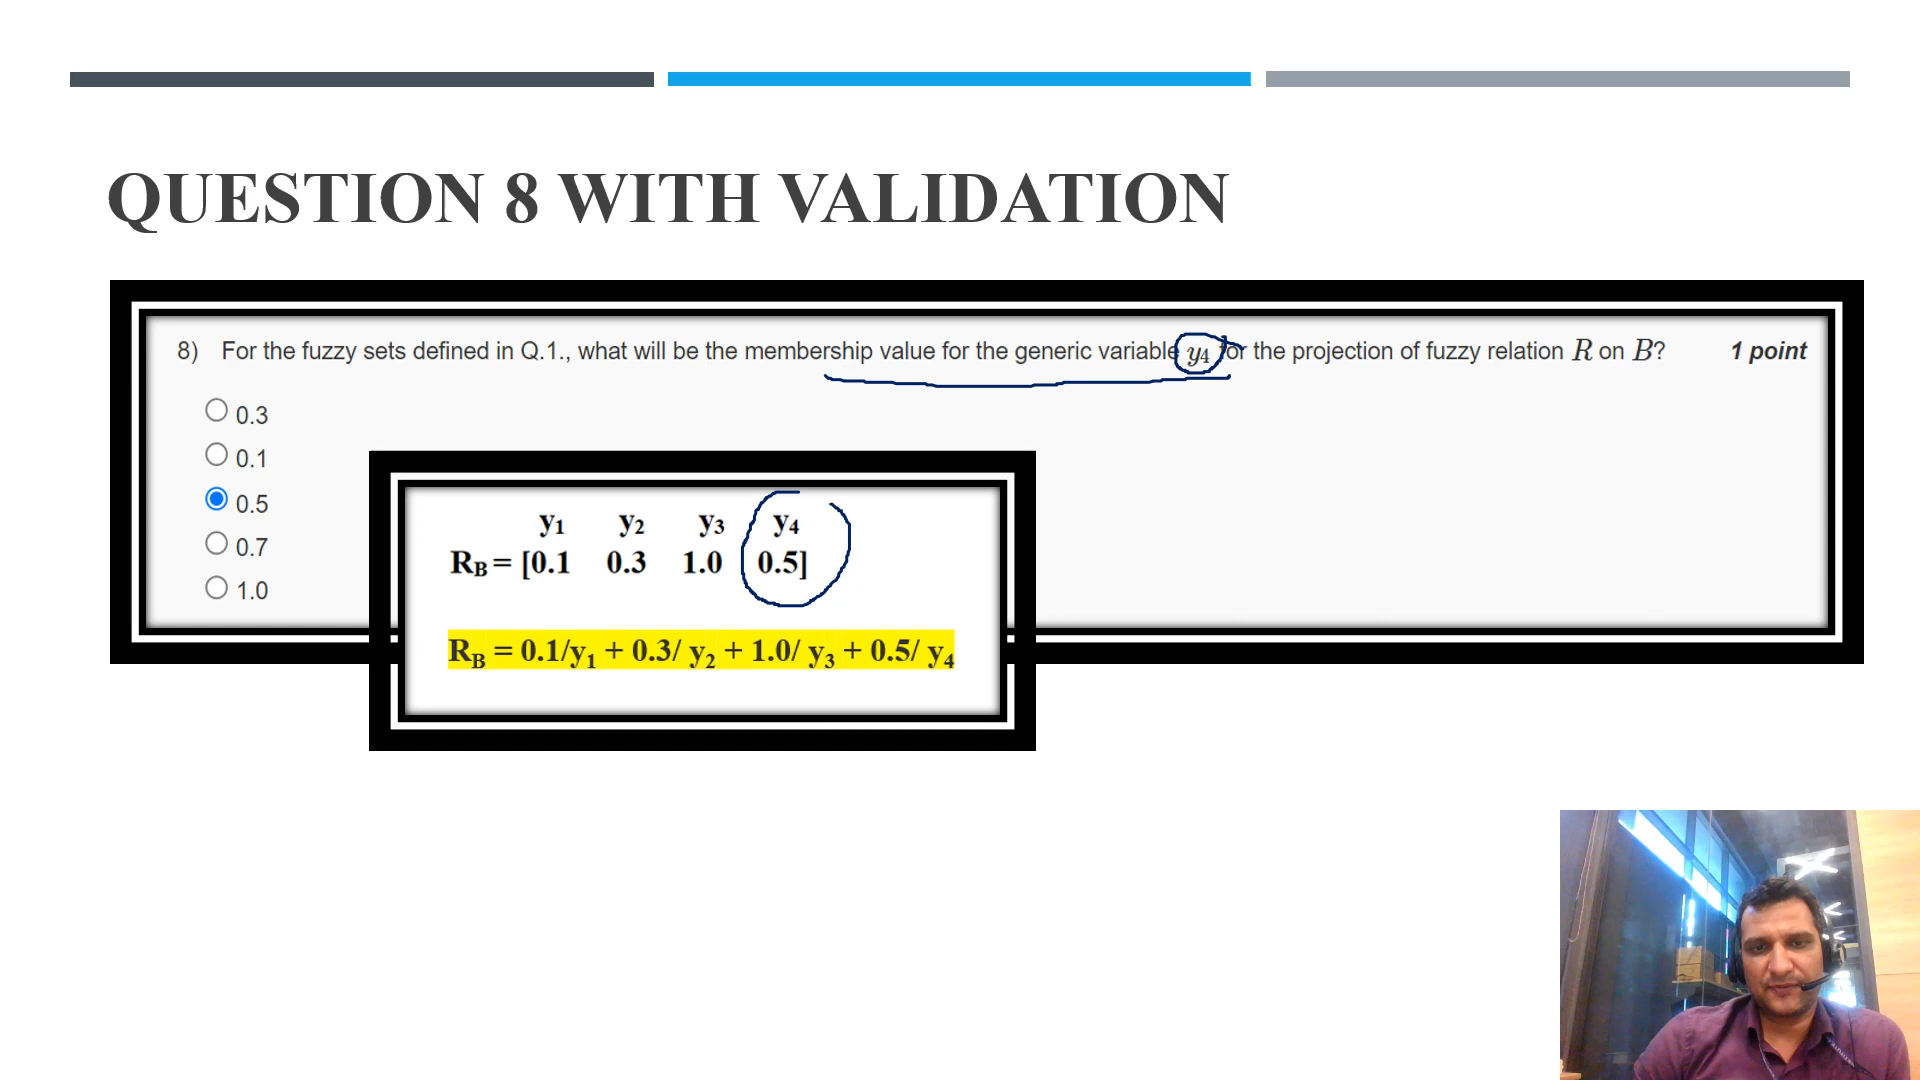 QUESTION 8 WITH VALIDATION
8) For the fuzzy sets defined in Q.1., what will be the membership value for the generic variable y₄ for the projection of fuzzy relation R on B? 1 point
0.3
0.1
0.5
0.7
1.0
y₁ y₂ y₃ y₄
R_B = [0.1 0.3 1.0 0.5]
R_B = 0.1/y₁ + 0.3/ y₂ + 1.0/ y₃ + 0.5/ y₄